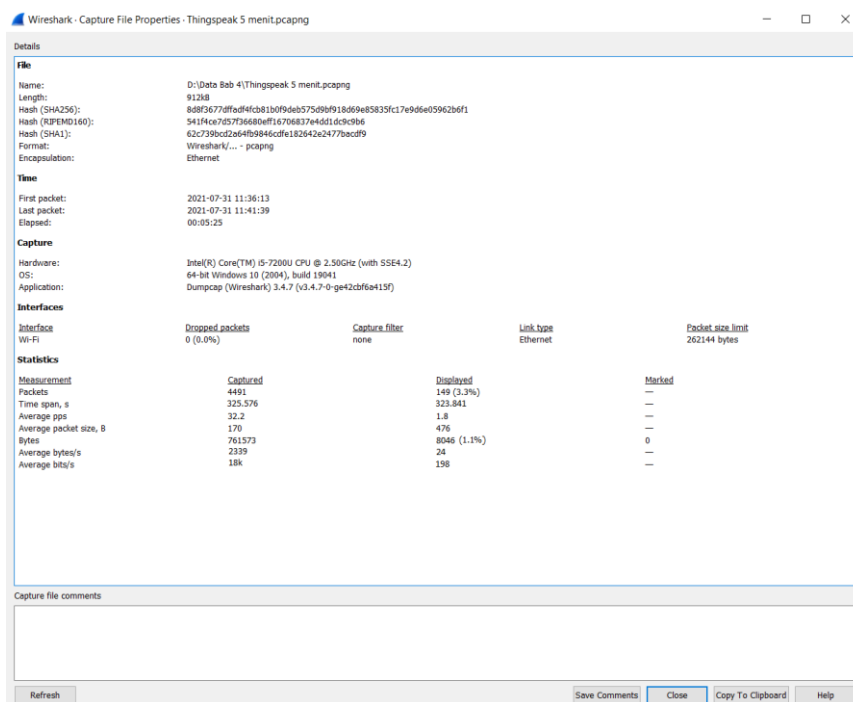 Wireshark · Capture File Properties · Thingspeak 5 menit.pcapng
Details
File
Name: D:\Data Bab 4\Thingspeak 5 menit.pcapng
Length: 912kB
Hash (SHA256): 8d8f3677dffadf4fcb81b0f9deb575d9bf918d69e85835fc17e9d6e05962b6f1
Hash (RIPEMD160): 541f4ce7d57f36680eff16706837e4dd1dc9c9b6
Hash (SHA1): 62c739bcd2a64fb9846cdfe182642e2477bacdf9
Format: Wireshark/... - pcapng
Encapsulation: Ethernet
Time
First packet: 2021-07-31 11:36:13
Last packet: 2021-07-31 11:41:39
Elapsed: 00:05:25
Capture
Hardware: Intel(R) Core(TM) i5-7200U CPU @ 2.50GHz (with SSE4.2)
OS: 64-bit Windows 10 (2004), build 19041
Application: Dumpcap (Wireshark) 3.4.7 (v3.4.7-0-ge42cbf6a415f)
Interfaces
Interface Dropped packets Capture filter Link type Packet size limit
Wi-Fi 0 (0.0%) none Ethernet 262144 bytes
Statistics
Measurement Captured Displayed Marked
Packets 4491 149 (3.3%) —
Time span, s 325.576 323.841 —
Average pps 32.2 1.8 —
Average packet size, B 170 476 —
Bytes 761573 8046 (1.1%) 0
Average bytes/s 2339 24 —
Average bits/s 18k 198 —
Capture file comments
Refresh Save Comments Close Copy To Clipboard Help